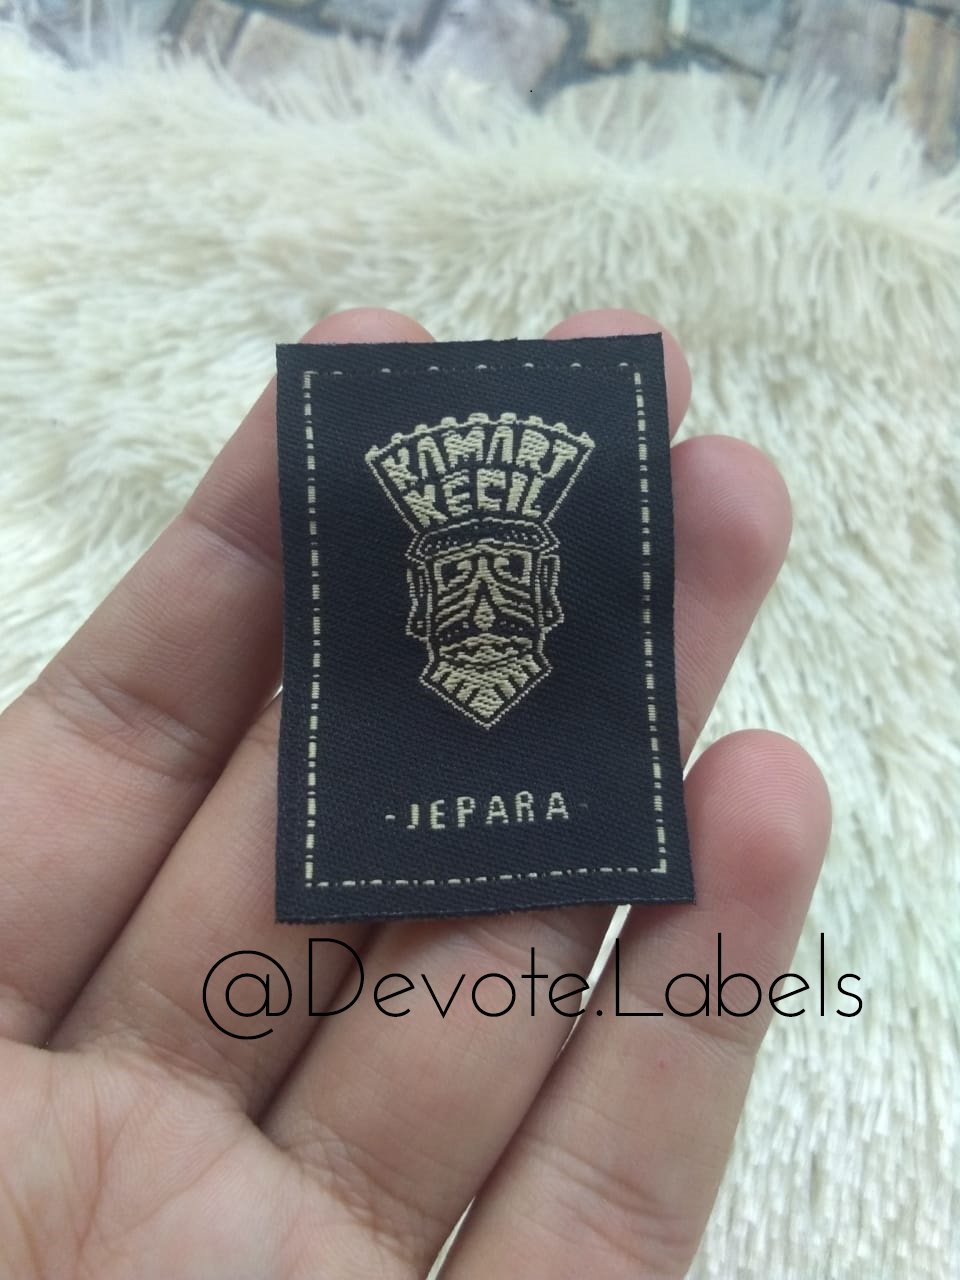 KAMART
KECIL
-JEPARA-
@Devote.Labels